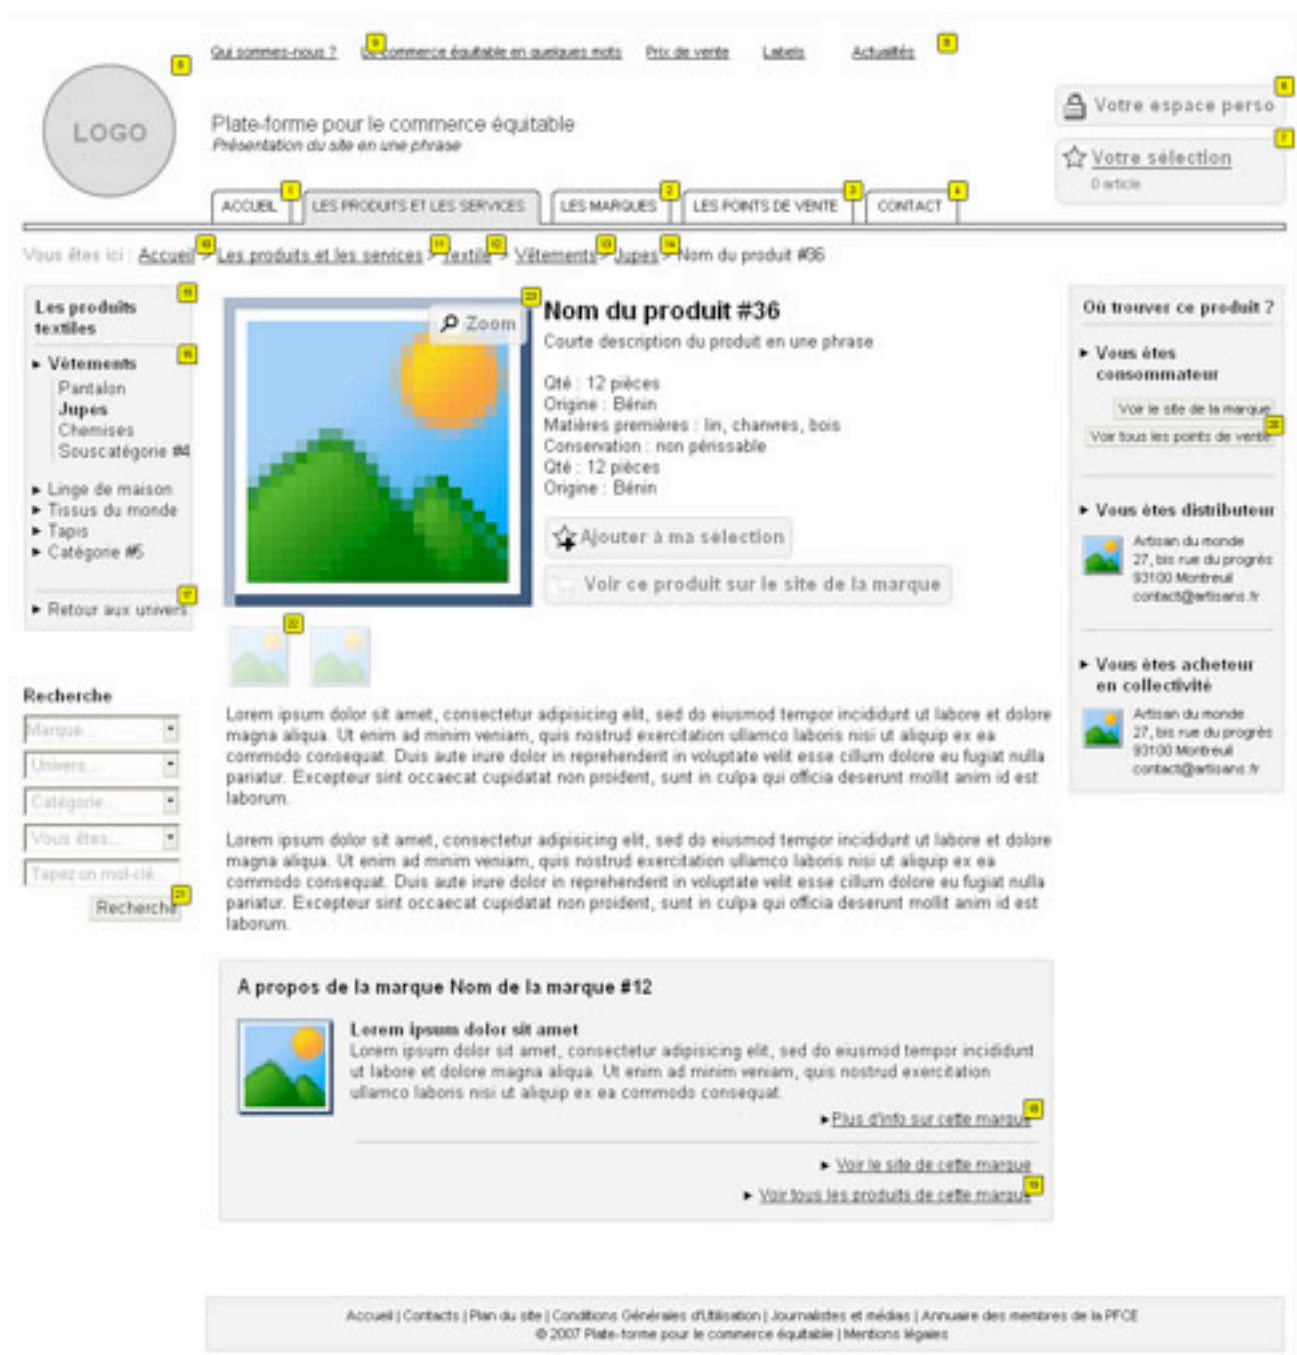 Qui sommes-nous ? Le commerce équitable en quelques mots Prix de vente Labels Actualités
LOGO
Plate-forme pour le commerce équitable
Présentation du site en une phrase
Votre espace perso
Votre sélection
0 article
ACCUEIL LES PRODUITS ET LES SERVICES LES MARQUES LES POINTS DE VENTE CONTACT
Vous êtes ici : Accueil > Les produits et les services > Textile > Vêtements > Jupes > Nom du produit #36
Les produits
textiles
Vêtements
Pantalon
Jupes
Chemises
Souscatégorie #4
Linge de maison
Tissus du monde
Tapis
Catégorie #5
Retour aux univers
Recherche
Marque...
Univers...
Catégorie...
Vous êtes...
Tapez un mot-clé...
Recherche
Zoom
Nom du produit #36
Courte description du produit en une phrase
Qté : 12 pièces
Origine : Bénin
Matières premières : lin, chanvres, bois
Conservation : non périssable
Qté : 12 pièces
Origine : Bénin
Ajouter à ma sélection
Voir ce produit sur le site de la marque
Lorem ipsum dolor sit amet, consectetur adipisicing elit, sed do eiusmod tempor incididunt ut labore et dolore
magna aliqua. Ut enim ad minim veniam, quis nostrud exercitation ullamco laboris nisi ut aliquip ex ea
commodo consequat. Duis aute irure dolor in reprehenderit in voluptate velit esse cillum dolore eu fugiat nulla
pariatur. Excepteur sint occaecat cupidatat non proident, sunt in culpa qui officia deserunt mollit anim id est
laborum.
Lorem ipsum dolor sit amet, consectetur adipisicing elit, sed do eiusmod tempor incididunt ut labore et dolore
magna aliqua. Ut enim ad minim veniam, quis nostrud exercitation ullamco laboris nisi ut aliquip ex ea
commodo consequat. Duis aute irure dolor in reprehenderit in voluptate velit esse cillum dolore eu fugiat nulla
pariatur. Excepteur sint occaecat cupidatat non proident, sunt in culpa qui officia deserunt mollit anim id est
laborum.
A propos de la marque Nom de la marque #12
Lorem ipsum dolor sit amet
Lorem ipsum dolor sit amet, consectetur adipisicing elit, sed do eiusmod tempor incididunt
ut labore et dolore magna aliqua. Ut enim ad minim veniam, quis nostrud exercitation
ullamco laboris nisi ut aliquip ex ea commodo consequat.
Plus d'info sur cette marque
Voir le site de cette marque
Voir tous les produits de cette marque
Où trouver ce produit ?
Vous êtes
consommateur
Voir le site de la marque
Voir tous les points de vente
Vous êtes distributeur
Artisan du monde
27, bis rue du progrès
93100 Montreuil
contact@artisans.fr
Vous êtes acheteur
en collectivité
Artisan du monde
27, bis rue du progrès
93100 Montreuil
contact@artisans.fr
Accueil | Contacts | Plan du site | Conditions Générales d'Utilisation | Journalistes et médias | Annuaire des membres de la PFCE
© 2007 Plate-forme pour le commerce équitable | Mentions légales